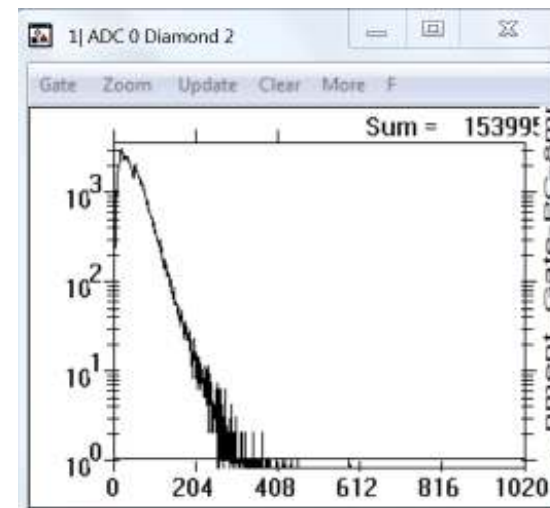 1| ADC 0 Diamond 2
Gate Zoom Update Clear More F
Sum = 153995
10³
10²
10¹
10⁰
0 204 408 612 816 1020